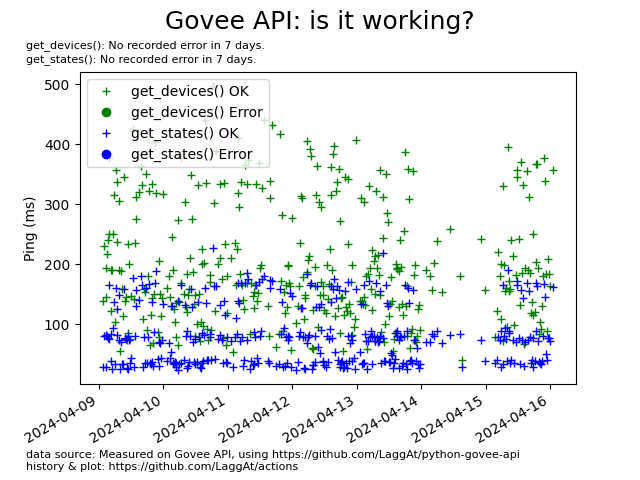 Govee API: is it working?
get_devices(): No recorded error in 7 days.
get_states(): No recorded error in 7 days.
get_devices() OK
get_devices() Error
get_states() OK
get_states() Error
Ping (ms)
500
400
300
200
100
2024-04-09
2024-04-10
2024-04-11
2024-04-12
2024-04-13
2024-04-14
2024-04-15
2024-04-16
data source: Measured on Govee API, using https://github.com/LaggAt/python-govee-api
history & plot: https://github.com/LaggAt/actions